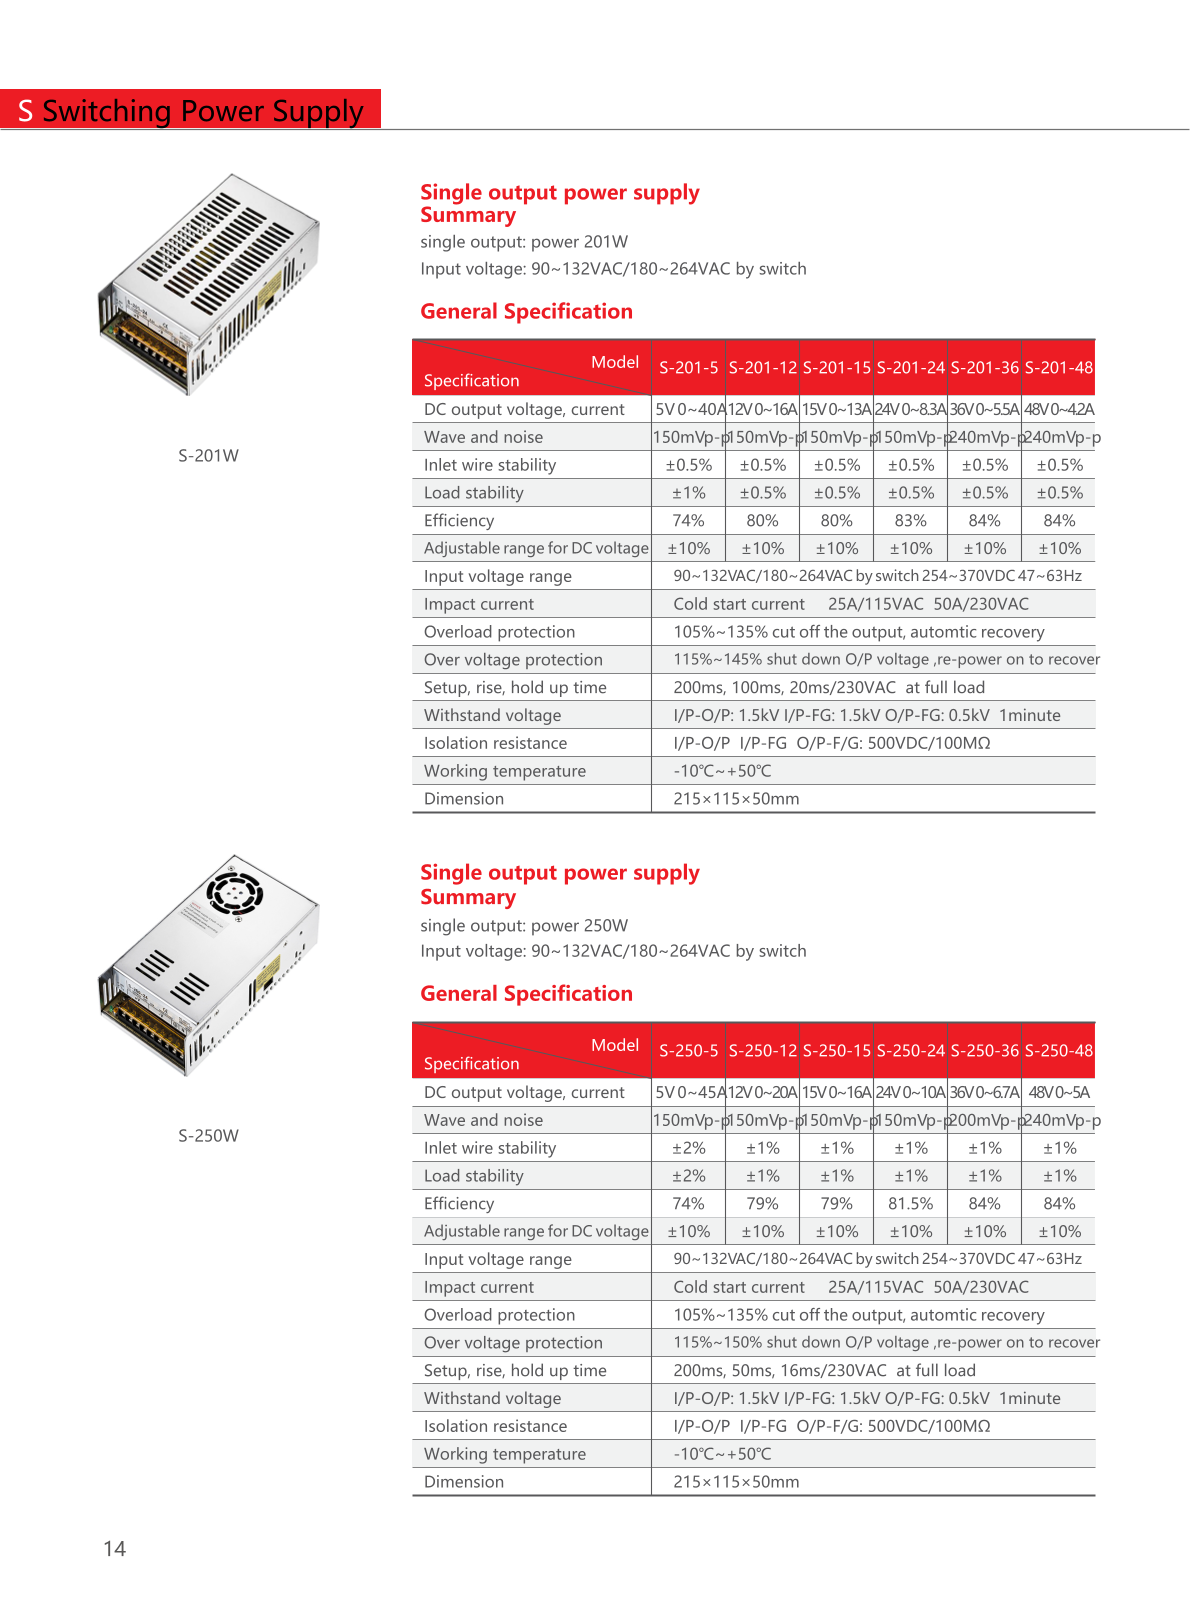 S Switching Power Supply
Single output power supply
Summary
single output: power 201W
Input voltage: 90~132VAC/180~264VAC by switch
General Specification
S-201W
Model
Specification S-201-5 S-201-12 S-201-15 S-201-24 S-201-36 S-201-48
DC output voltage, current 5V 0~40A 12V 0~16A 15V 0~13A 24V 0~8.3A 36V 0~5.5A 48V 0~4.2A
Wave and noise 150mVp-p 150mVp-p 150mVp-p 150mVp-p 240mVp-p 240mVp-p
Inlet wire stability ±0.5% ±0.5% ±0.5% ±0.5% ±0.5% ±0.5%
Load stability ±1% ±0.5% ±0.5% ±0.5% ±0.5% ±0.5%
Efficiency 74% 80% 80% 83% 84% 84%
Adjustable range for DC voltage ±10% ±10% ±10% ±10% ±10% ±10%
Input voltage range 90~132VAC/180~264VAC by switch 254~370VDC 47~63Hz
Impact current Cold start current 25A/115VAC 50A/230VAC
Overload protection 105%~135% cut off the output, automtic recovery
Over voltage protection 115%~145% shut down O/P voltage ,re-power on to recover
Setup, rise, hold up time 200ms, 100ms, 20ms/230VAC at full load
Withstand voltage I/P-O/P: 1.5kV I/P-FG: 1.5kV O/P-FG: 0.5kV 1minute
Isolation resistance I/P-O/P I/P-FG O/P-F/G: 500VDC/100MΩ
Working temperature -10℃~+50℃
Dimension 215×115×50mm
Single output power supply
Summary
single output: power 250W
Input voltage: 90~132VAC/180~264VAC by switch
General Specification
S-250W
Model
Specification S-250-5 S-250-12 S-250-15 S-250-24 S-250-36 S-250-48
DC output voltage, current 5V 0~45A 12V 0~20A 15V 0~16A 24V 0~10A 36V 0~6.7A 48V 0~5A
Wave and noise 150mVp-p 150mVp-p 150mVp-p 150mVp-p 200mVp-p 240mVp-p
Inlet wire stability ±2% ±1% ±1% ±1% ±1% ±1%
Load stability ±2% ±1% ±1% ±1% ±1% ±1%
Efficiency 74% 79% 79% 81.5% 84% 84%
Adjustable range for DC voltage ±10% ±10% ±10% ±10% ±10% ±10%
Input voltage range 90~132VAC/180~264VAC by switch 254~370VDC 47~63Hz
Impact current Cold start current 25A/115VAC 50A/230VAC
Overload protection 105%~135% cut off the output, automtic recovery
Over voltage protection 115%~150% shut down O/P voltage ,re-power on to recover
Setup, rise, hold up time 200ms, 50ms, 16ms/230VAC at full load
Withstand voltage I/P-O/P: 1.5kV I/P-FG: 1.5kV O/P-FG: 0.5kV 1minute
Isolation resistance I/P-O/P I/P-FG O/P-F/G: 500VDC/100MΩ
Working temperature -10℃~+50℃
Dimension 215×115×50mm
14